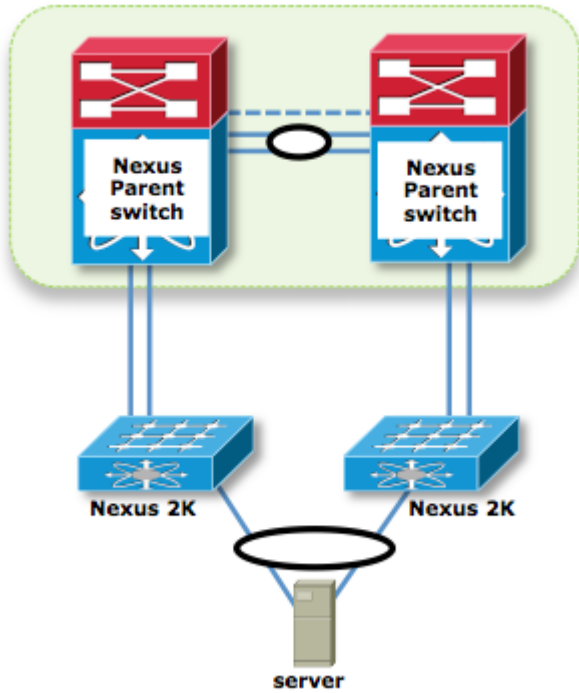 Nexus
Parent
switch
Nexus
Parent
switch
Nexus 2K
Nexus 2K
server